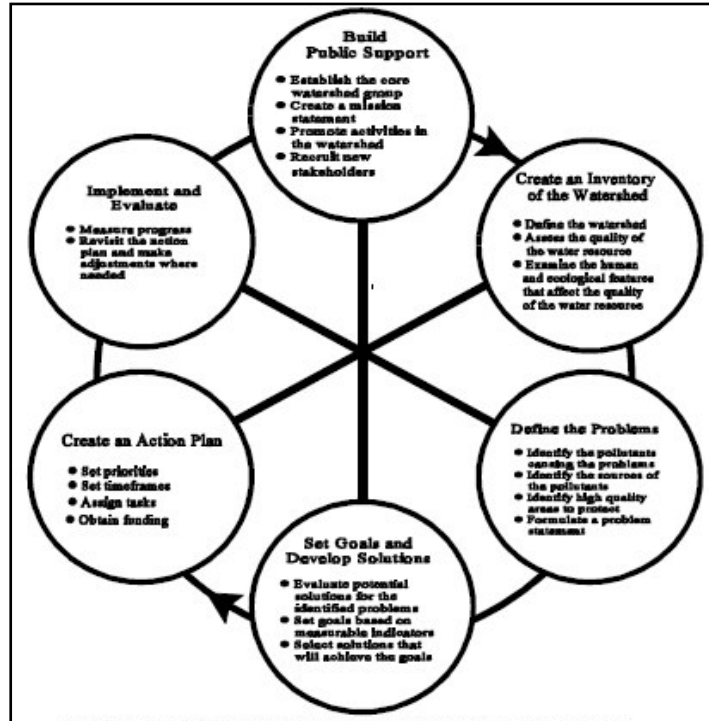 Build
Public Support
● Establish the core
watershed group
● Create a mission
statement
● Promote activities in
the watershed
● Recruit new
stakeholders
Create an Inventory
of the Watershed
● Define the watershed
● Assess the quality of
the water resource
● Examine the human
and ecological features
that affect the quality
of the water resource
Define the Problems
● Identify the pollutants
causing the problems
● Identify the sources of
the pollutants
● Identify high quality
areas to protect
● Formulate a problem
statement
Set Goals and
Develop Solutions
● Evaluate potential
solutions for the
identified problems
● Set goals based on
measurable indicators
● Select solutions that
will achieve the goals
Create an Action Plan
● Set priorities
● Set timeframes
● Assign tasks
● Obtain funding
Implement and
Evaluate
● Measure progress
● Revisit the action
plan and make
adjustments where
needed